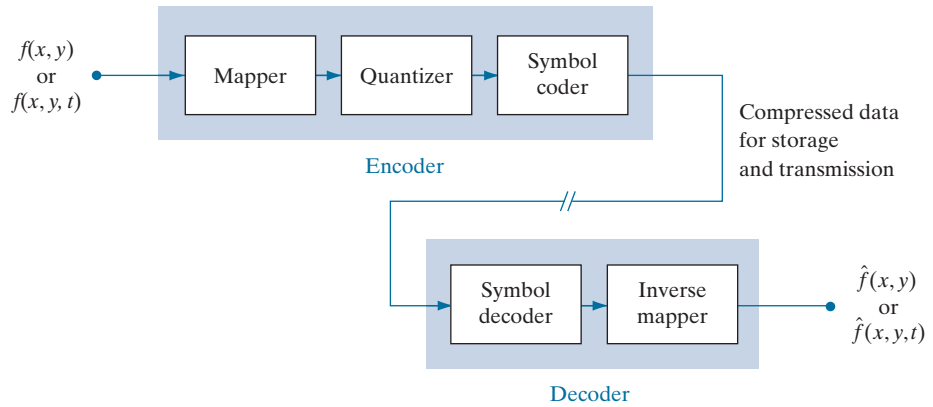 f(x, y)
or
f(x, y, t)
Mapper
Quantizer
Symbol
coder
Encoder
Compressed data
for storage
and transmission
Symbol
decoder
Inverse
mapper
f̂(x, y)
or
f̂(x, y,t)
Decoder